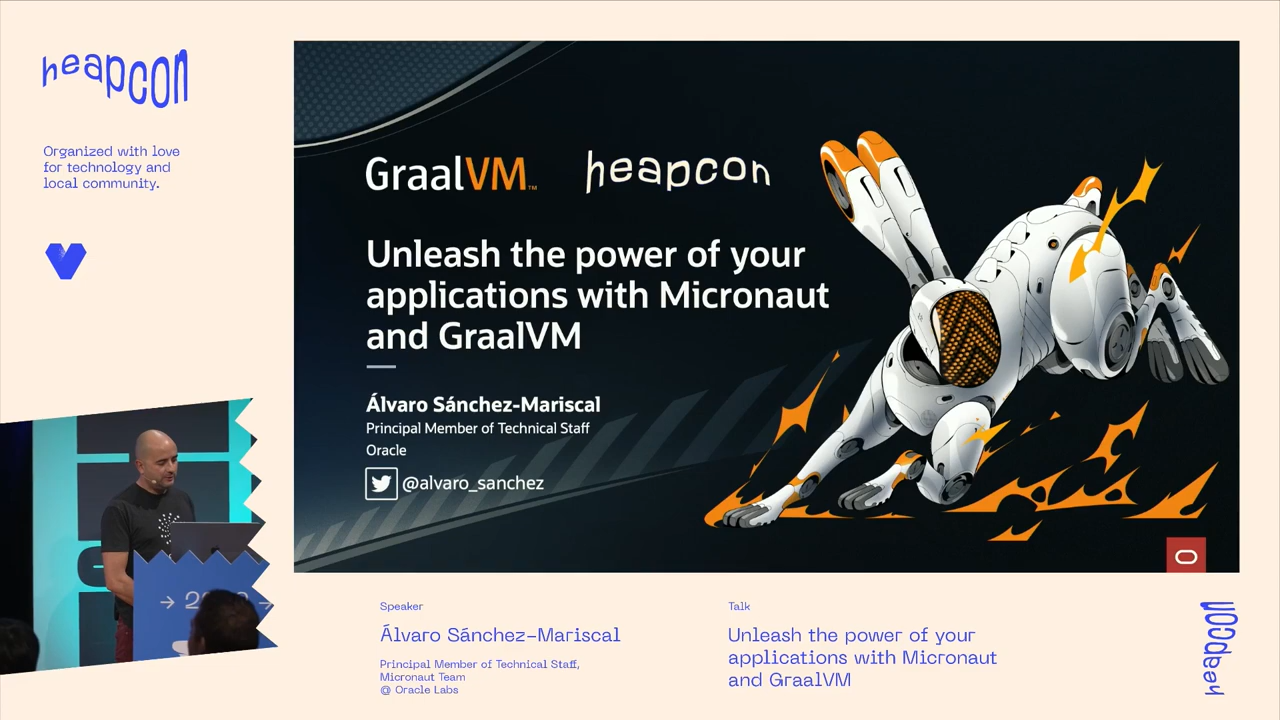 heapcon
Organized with love
for technology and
local community.
GraalVM™
heapcon
Unleash the power of your
applications with Micronaut
and GraalVM
Álvaro Sánchez-Mariscal
Principal Member of Technical Staff
Oracle
@alvaro_sanchez
Speaker
Álvaro Sánchez-Mariscal
Principal Member of Technical Staff,
Micronaut Team
@ Oracle Labs
Talk
Unleash the power of your
applications with Micronaut
and GraalVM
heapcon